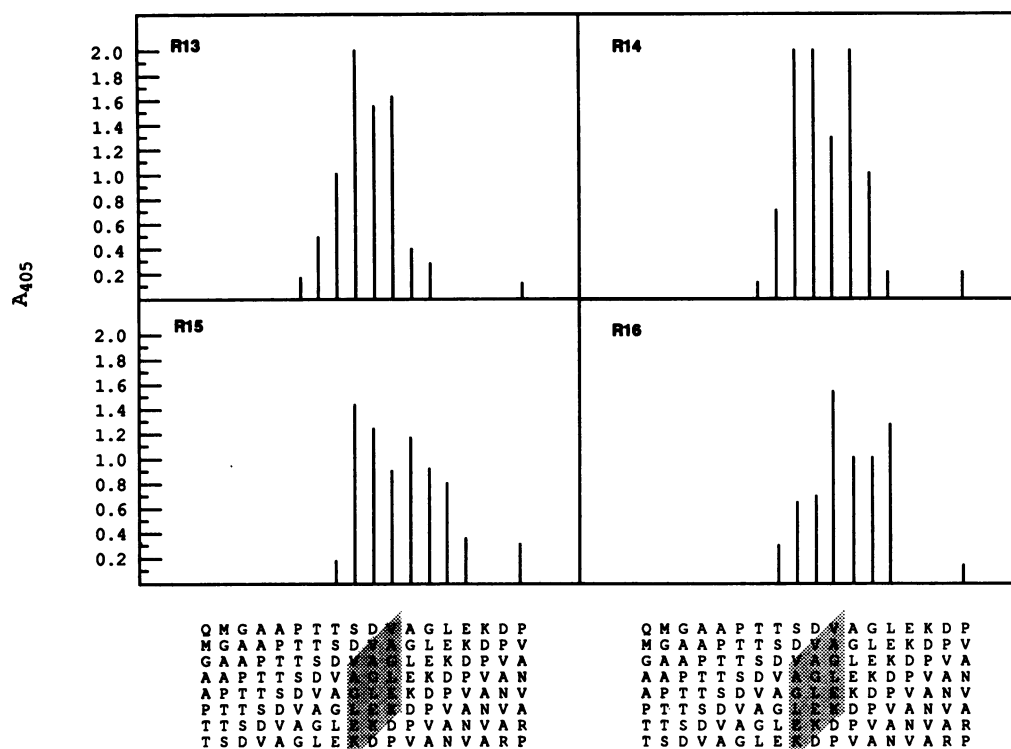 R13
R14
2.0
1.8
1.6
1.4
1.2
1.0
0.8
0.6
0.4
0.2
A405
R15
R16
2.0
1.8
1.6
1.4
1.2
1.0
0.8
0.6
0.4
0.2
Q M G A A P T T S D V A G L E K D P
M G A A P T T S D V A G L E K D P V
G A A P T T S D V A G L E K D P V A
A A P T T S D V A G L E K D P V A N
A P T T S D V A G L E K D P V A N V
P T T S D V A G L E K D P V A N V A
T T S D V A G L E K D P V A N V A R
T S D V A G L E K D P V A N V A R P
Q M G A A P T T S D V A G L E K D P
M G A A P T T S D V A G L E K D P V
G A A P T T S D V A G L E K D P V A
A A P T T S D V A G L E K D P V A N
A P T T S D V A G L E K D P V A N V
P T T S D V A G L E K D P V A N V A
T T S D V A G L E K D P V A N V A R
T S D V A G L E K D P V A N V A R P